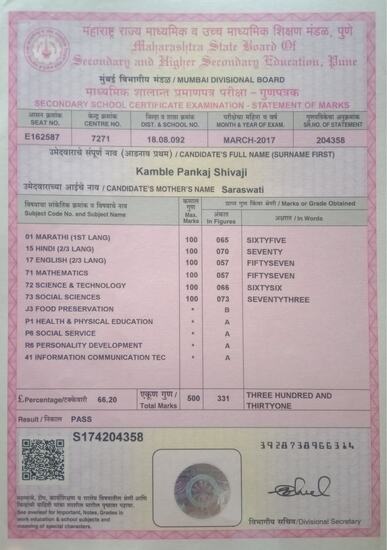 महाराष्ट्र राज्य माध्यमिक व उच्च माध्यमिक शिक्षण मंडळ, पुणे
Maharashtra State Board Of
Secondary and Higher Secondary Education, Pune
मुंबई विभागीय मंडळ / MUMBAI DIVISIONAL BOARD
माध्यमिक शालान्त प्रमाणपत्र परीक्षा - गुणपत्रक
SECONDARY SCHOOL CERTIFICATE EXAMINATION - STATEMENT OF MARKS
आसन क्रमांक केन्द्र क्रमांक जिल्हा व शाळा क्रमांक परीक्षेचा महिना व वर्ष गुणपत्रिकेचा अनुक्रमांक
SEAT NO. CENTRE NO. DIST. & SCHOOL NO. MONTH & YEAR OF EXAM. SR.NO. OF STATEMENT
E162587 7271 18.08.092 MARCH-2017 204358
उमेदवाराचे संपूर्ण नाव (आडनाव प्रथम) / CANDIDATE'S FULL NAME (SURNAME FIRST)
Kamble Pankaj Shivaji
उमेदवाराच्या आईचे नाव / CANDIDATE'S MOTHER'S NAME Saraswati
विषयाचा सांकेतिक क्रमांक व विषयाचे नाव
Subject Code No. and Subject Name
कमाल गुण
Max. Marks
प्राप्त गुण किंवा श्रेणी / Marks or Grade Obtained
अंकात
In Figures
अक्षरात / In Words
01 MARATHI (1ST LANG) 100 065 SIXTYFIVE
15 HINDI (2/3 LANG) 100 070 SEVENTY
17 ENGLISH (2/3 LANG) 100 057 FIFTYSEVEN
71 MATHEMATICS 100 057 FIFTYSEVEN
72 SCIENCE & TECHNOLOGY 100 066 SIXTYSIX
73 SOCIAL SCIENCES 100 073 SEVENTYTHREE
J3 FOOD PRESERVATION * B
P1 HEALTH & PHYSICAL EDUCATION * A
P6 SOCIAL SERVICE * A
R6 PERSONALITY DEVELOPMENT * A
41 INFORMATION COMMUNICATION TEC * A
£ Percentage/टक्केवारी 66.20 एकूण गुण / Total Marks 500 331 THREE HUNDRED AND
THIRTYONE
Result / निकाल PASS
S174204358
3928738966314
See overleaf for Important, Notes, Grades in
work education & school subjects and
meaning of special characters.
विभागीय सचिव/Divisional Secretary